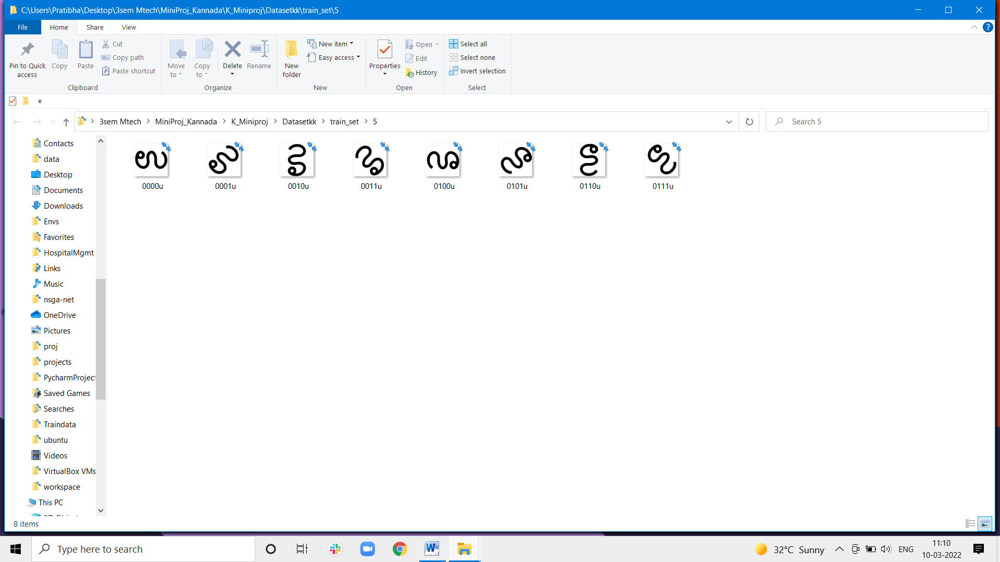 C:\Users\Pratibha\Desktop\3sem Mtech\MiniProj_Kannada\K_Miniproj\Datasetkk\train_set\5
File Home Share View
Pin to Quick access
Copy
Paste
Cut
Copy path
Paste shortcut
Clipboard
Move to
Copy to
Delete
Rename
Organize
New folder
New item
Easy access
New
Properties
Open
Edit
History
Open
Select all
Select none
Invert selection
Select
3sem Mtech > MiniProj_Kannada > K_Miniproj > Datasetkk > train_set > 5
Search 5
Contacts
data
Desktop
Documents
Downloads
Envs
Favorites
HospitalMgmt
Links
Music
nsga-net
OneDrive
Pictures
proj
projects
PycharmProject
Saved Games
Searches
Traindata
ubuntu
Videos
VirtualBox VMs
workspace
This PC
ಉ
0000u 0001u 0010u 0011u 0100u 0101u 0110u 0111u
8 items
Type here to search
32°C Sunny
ENG
11:10
10-03-2022